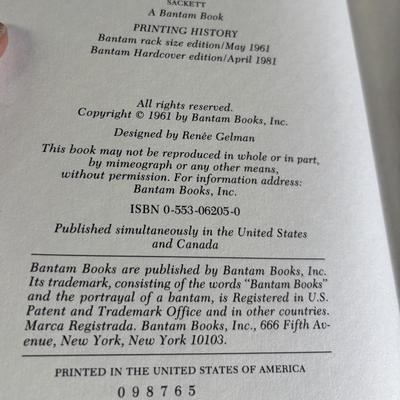 SACKETT
A Bantam Book
PRINTING HISTORY
Bantam rack size edition/May 1961
Bantam Hardcover edition/April 1981
All rights reserved.
Copyright © 1961 by Bantam Books, Inc.
Designed by Renée Gelman
This book may not be reproduced in whole or in part,
by mimeograph or any other means,
without permission. For information address:
Bantam Books, Inc.
ISBN 0-553-06205-0
Published simultaneously in the United States
and Canada
Bantam Books are published by Bantam Books, Inc.
Its trademark, consisting of the words "Bantam Books"
and the portrayal of a bantam, is Registered in U.S.
Patent and Trademark Office and in other countries.
Marca Registrada. Bantam Books, Inc., 666 Fifth Av-
enue, New York, New York 10103.
PRINTED IN THE UNITED STATES OF AMERICA
0 9 8 7 6 5